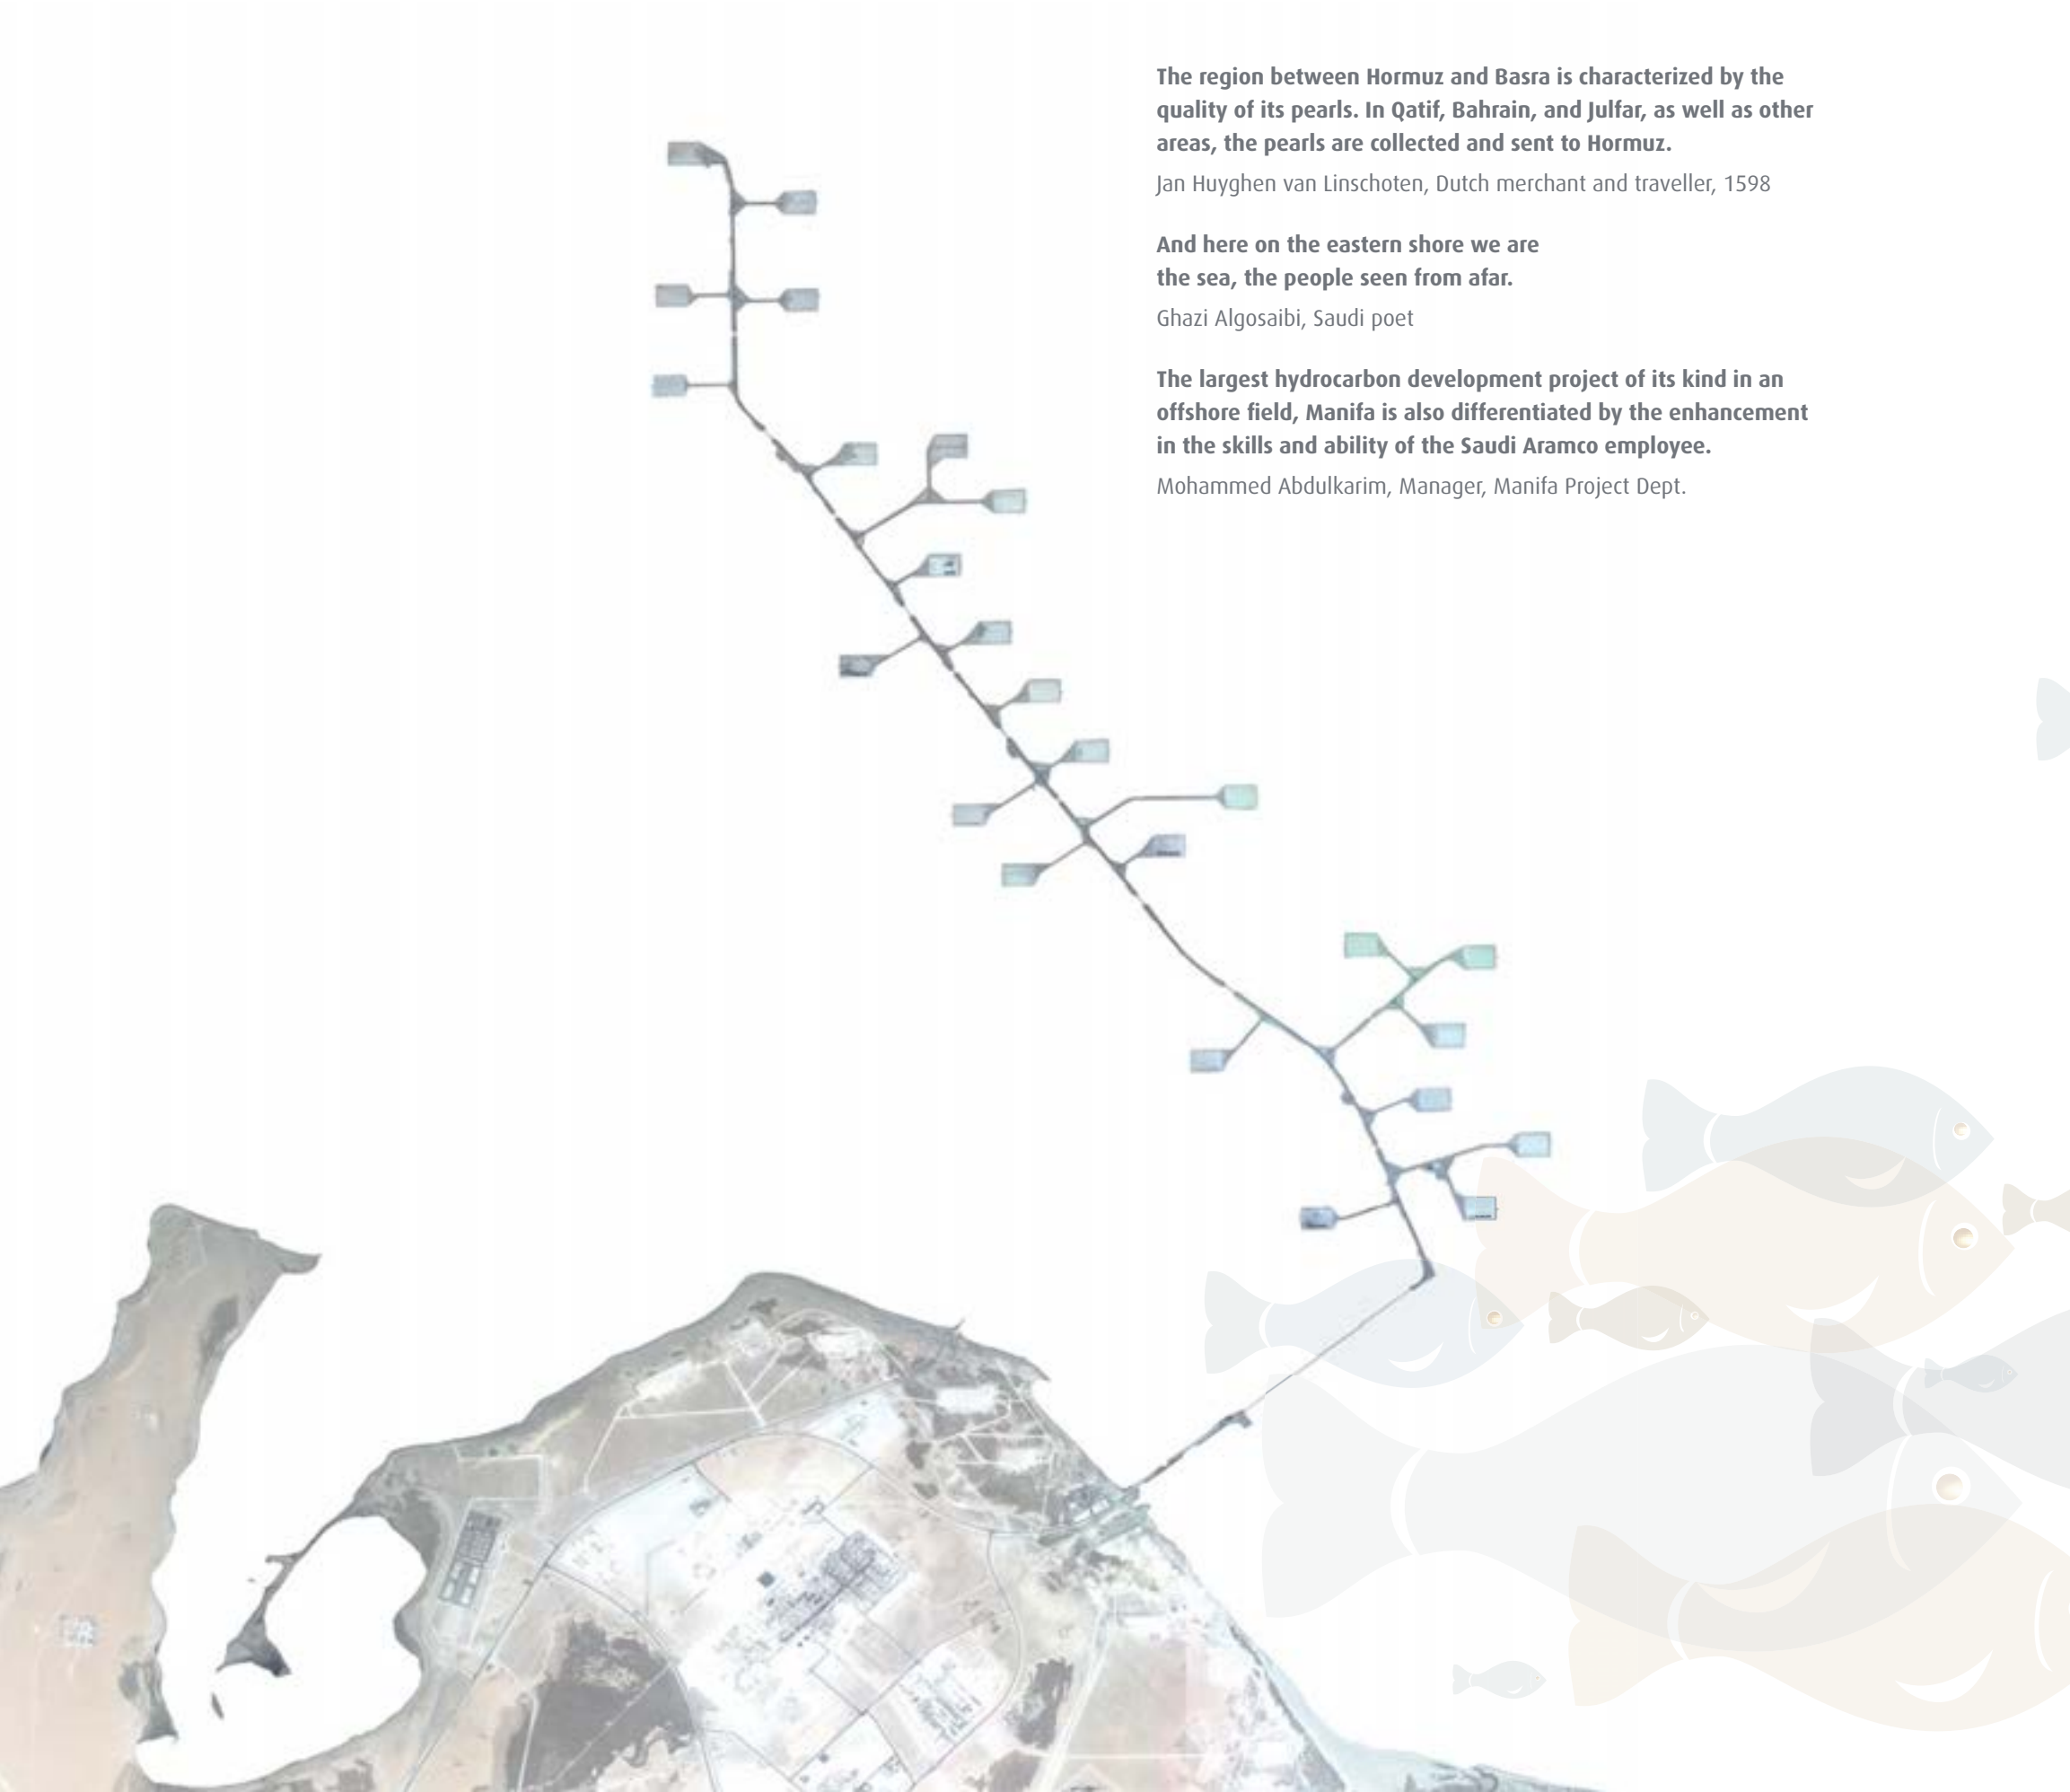 The region between Hormuz and Basra is characterized by the
quality of its pearls. In Qatif, Bahrain, and Julfar, as well as other
areas, the pearls are collected and sent to Hormuz.
Jan Huyghen van Linschoten, Dutch merchant and traveller, 1598
And here on the eastern shore we are
the sea, the people seen from afar.
Ghazi Algosaibi, Saudi poet
The largest hydrocarbon development project of its kind in an
offshore field, Manifa is also differentiated by the enhancement
in the skills and ability of the Saudi Aramco employee.
Mohammed Abdulkarim, Manager, Manifa Project Dept.